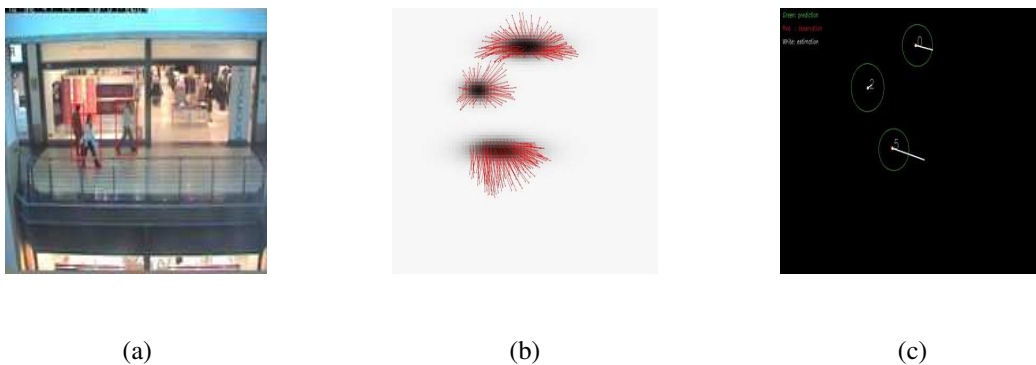 Green: prediction
Red : observation
White: estimation
0
2
5
(a)
(b)
(c)